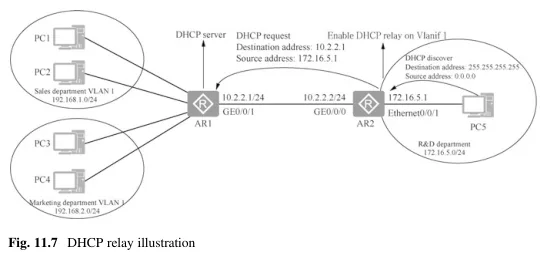 DHCP server
DHCP request
Destination address: 10.2.2.1
Source address: 172.16.5.1
Enable DHCP relay on Vlanif 1
DHCP discover
Destination address: 255.255.255.255
Source address: 0.0.0.0
PC1
PC2
Sales department VLAN 1
192.168.1.0/24
10.2.2.1/24
10.2.2.2/24
172.16.5.1
R
R
AR1
GE0/0/1
GE0/0/0
AR2
Ethernet0/0/1
PC5
PC3
PC4
R&D department
172.16.5.0/24
Marketing department VLAN 1
192.168.2.0/24
Fig. 11.7 DHCP relay illustration